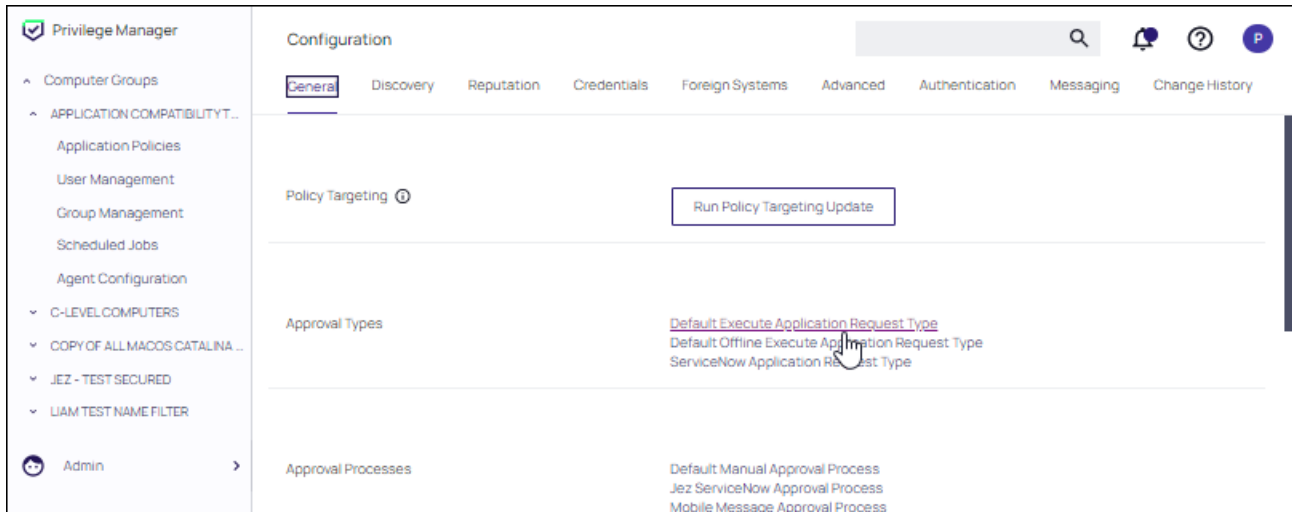 Privilege Manager
Computer Groups
APPLICATION COMPATIBILITY T...
Application Policies
User Management
Group Management
Scheduled Jobs
Agent Configuration
C-LEVEL COMPUTERS
COPY OF ALL MACOS CATALINA ...
JEZ - TEST SECURED
LIAM TEST NAME FILTER
Admin
Configuration
P
General Discovery Reputation Credentials Foreign Systems Advanced Authentication Messaging Change History
Policy Targeting
Run Policy Targeting Update
Approval Types
Default Execute Application Request Type
Default Offline Execute Application Request Type
ServiceNow Application Request Type
Approval Processes
Default Manual Approval Process
Jez ServiceNow Approval Process
Mobile Message Approval Process